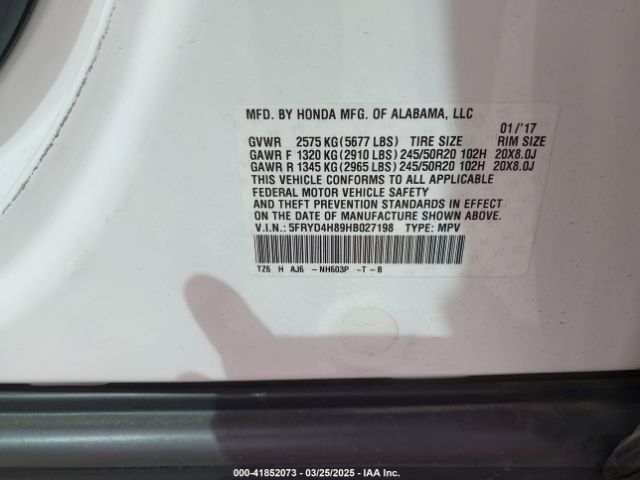 MFD. BY HONDA MFG. OF ALABAMA, LLC
01/'17
GVWR 2575 KG (5677 LBS) TIRE SIZE RIM SIZE
GAWR F 1320 KG (2910 LBS) 245/50R20 102H 20X8.0J
GAWR R 1345 KG (2965 LBS) 245/50R20 102H 20X8.0J
THIS VEHICLE CONFORMS TO ALL APPLICABLE
FEDERAL MOTOR VEHICLE SAFETY
AND THEFT PREVENTION STANDARDS IN EFFECT
ON THE DATE OF MANUFACTURE SHOWN ABOVE.
V.I.N.: 5FRYD4H89HB027198 TYPE: MPV
TZ6 H AJ6 -NH603P -T-B
000-41852073 — 03/25/2025 — IAA Inc.